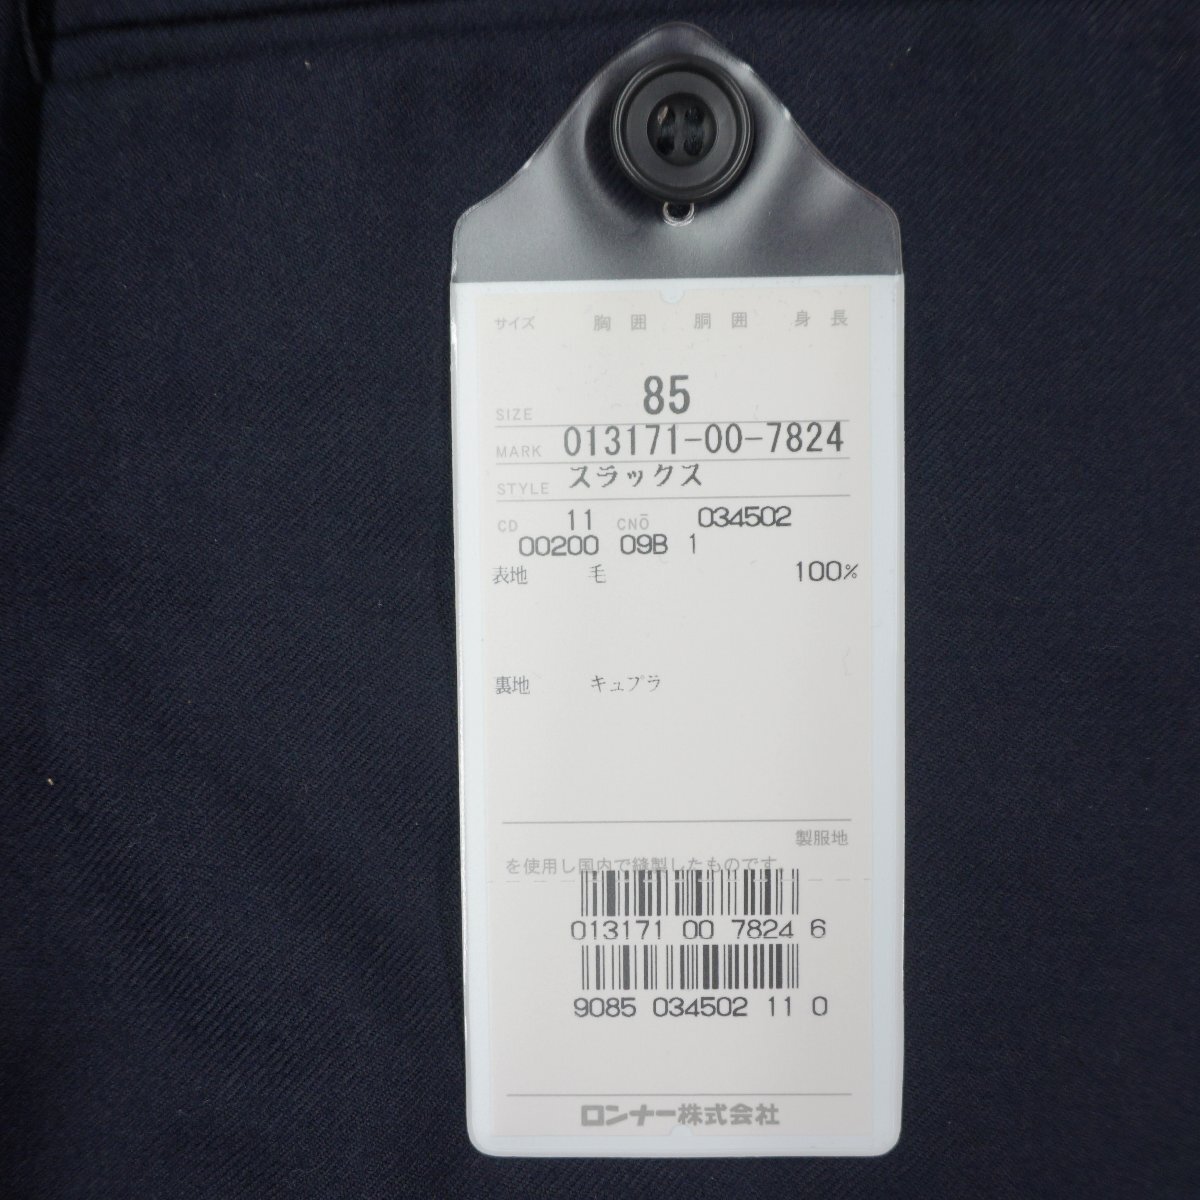 サイズ 胸囲 胴囲 身長
SIZE 85
MARK 013171-00-7824
STYLE スラックス
CD 11 CNŌ 034502
00200 09B 1
表地 毛 100%
裏地 キュプラ
製服地
を使用し国内で縫製したものです。
013171 00 7824 6
9085 034502 11 0
ロンナー株式会社